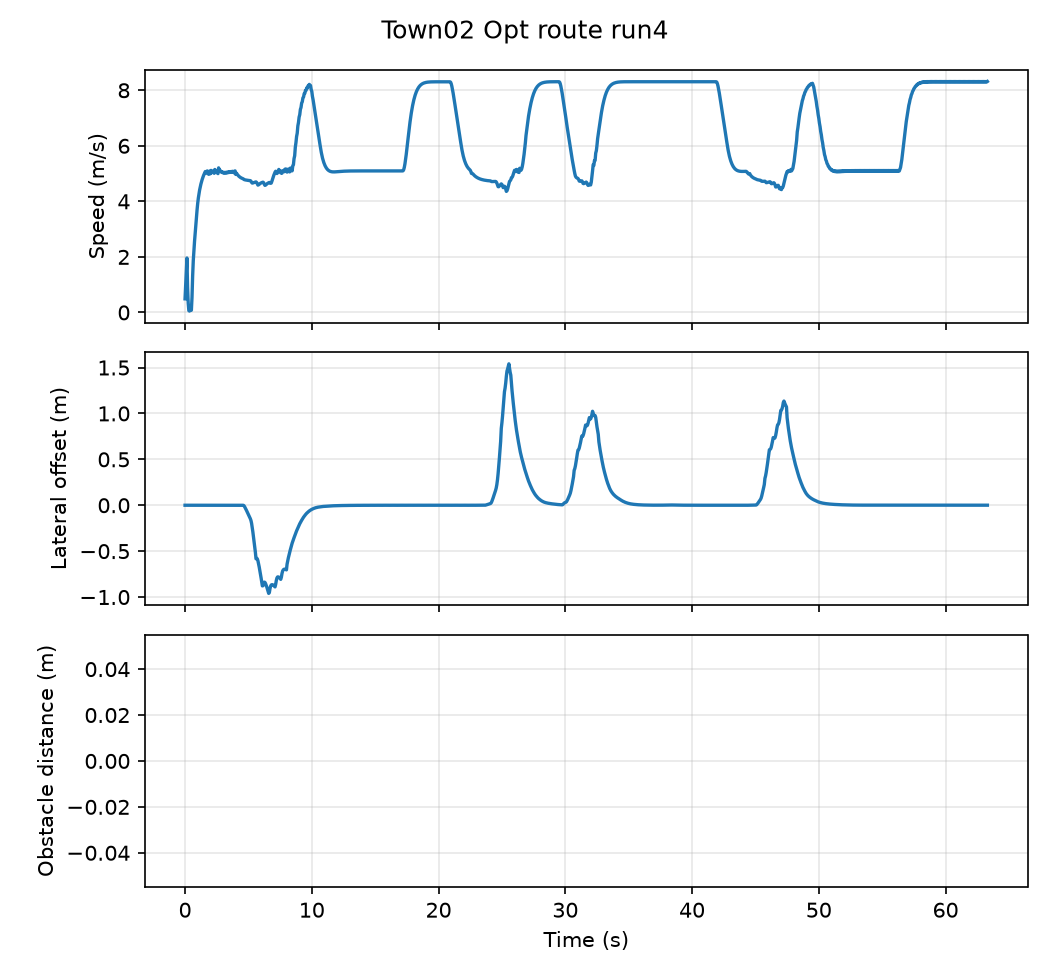 Town02 Opt route run4
8
6
4
2
0
Speed (m/s)
1.5
1.0
0.5
0.0
−0.5
−1.0
Lateral offset (m)
0.04
0.02
0.00
−0.02
−0.04
Obstacle distance (m)
0 10 20 30 40 50 60
Time (s)